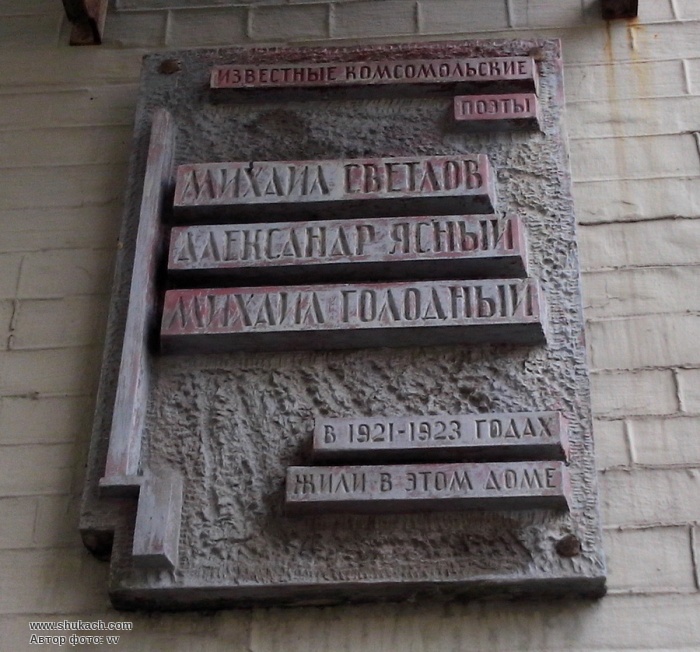 ИЗВЕСТНЫЕ КОМСОМОЛЬСКИЕ
ПОЭТЫ
МИХАИЛ СВЕТЛОВ
АЛЕКСАНДР ЯСНЫЙ
МИХАИЛ ГОЛОДНЫЙ
В 1921-1923 ГОДАХ
ЖИЛИ В ЭТОМ ДОМЕ
www.shukach.com
Автор фото: vv